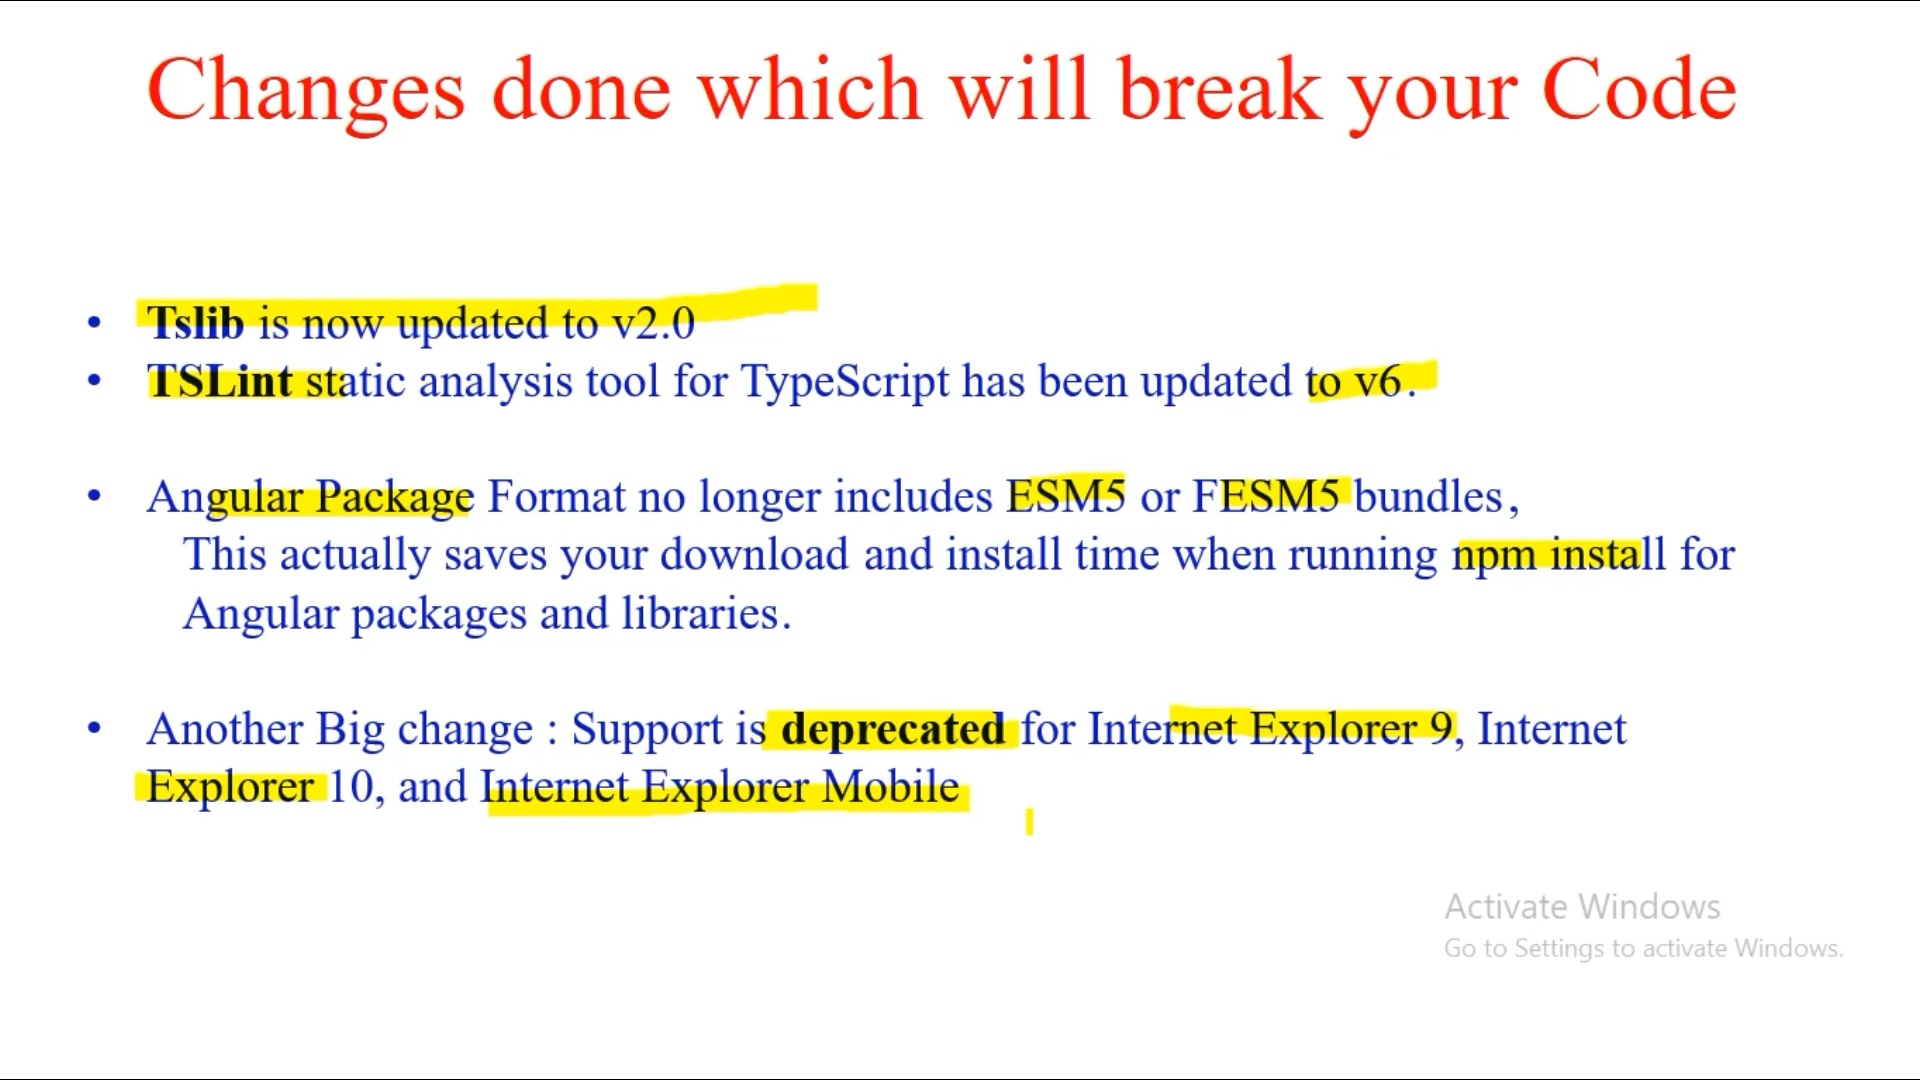 Changes done which will break your Code
• Tslib is now updated to v2.0
• TSLint static analysis tool for TypeScript has been updated to v6.
• Angular Package Format no longer includes ESM5 or FESM5 bundles,
This actually saves your download and install time when running npm install for
Angular packages and libraries.
• Another Big change : Support is deprecated for Internet Explorer 9, Internet
Explorer 10, and Internet Explorer Mobile
Activate Windows
Go to Settings to activate Windows.